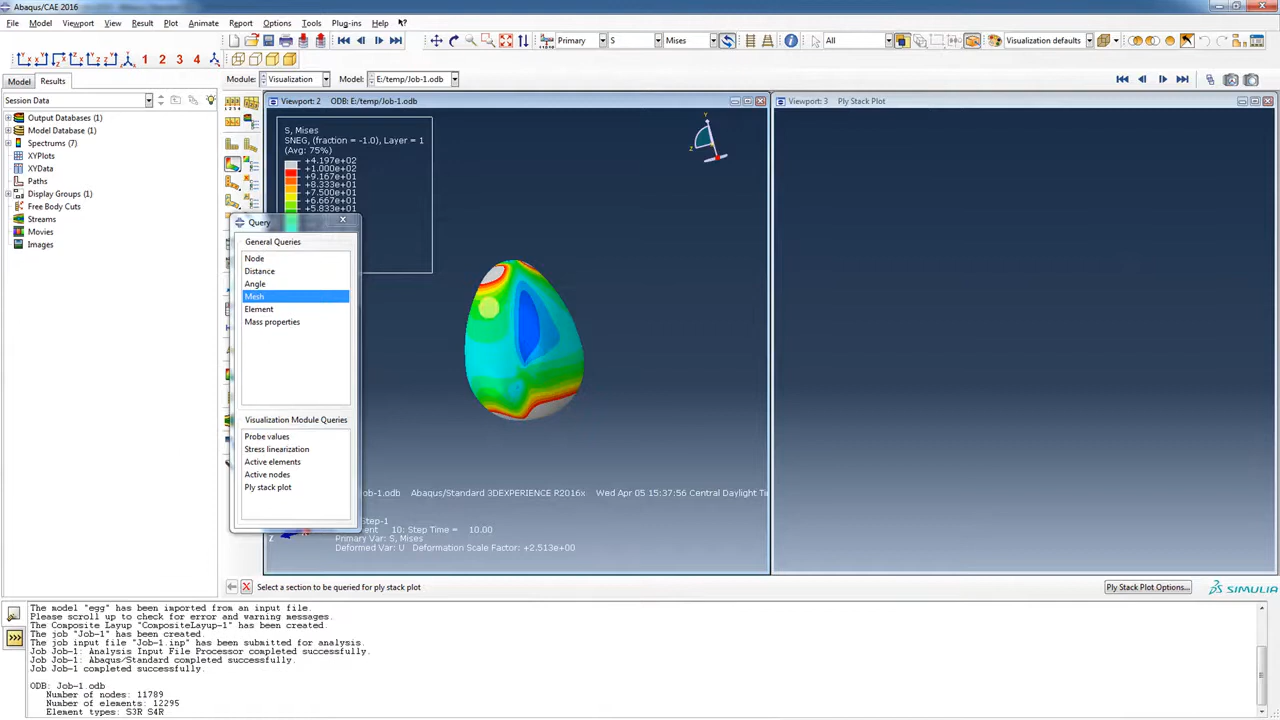 Abaqus/CAE 2016
File Model Viewport View Result Plot Animate Report Options Tools Plug-ins Help
Primary S Mises All Visualization defaults
1 2 3 4
Module: Visualization Model: E:/temp/Job-1.odb
Model Results
Session Data
Output Databases (1)
Model Database (1)
Spectrums (7)
XYPlots
XYData
Paths
Display Groups (1)
Free Body Cuts
Streams
Movies
Images
Viewport: 2 ODB: E:/temp/Job-1.odb
S, Mises
SNEG, (fraction = -1.0), Layer = 1
(Avg: 75%)
+4.197e+02
+1.000e+02
+9.167e+01
+8.333e+01
+7.500e+01
+6.667e+01
+5.833e+01
Y
Z
Query
General Queries
Node
Distance
Angle
Mesh
Element
Mass properties
Visualization Module Queries
Probe values
Stress linearization
Active elements
Active nodes
Ply stack plot
ob-1.odb Abaqus/Standard 3DEXPERIENCE R2016x Wed Apr 05 15:37:56 Central Daylight Ti
Step-1
ent 10: Step Time = 10.00
Primary Var: S, Mises
Deformed Var: U Deformation Scale Factor: +2.513e+00
Z
Viewport: 3 Ply Stack Plot
Select a section to be queried for ply stack plot
Ply Stack Plot Options...
SIMULIA
The model "egg" has been imported from an input file.
Please scroll up to check for error and warning messages.
The Composite Layup "CompositeLayup-1" has been created.
The job "Job-1" has been created.
The job input file "Job-1.inp" has been submitted for analysis.
Job Job-1: Analysis Input File Processor completed successfully.
Job Job-1: Abaqus/Standard completed successfully.
Job Job-1 completed successfully.
ODB: Job-1.odb
Number of nodes: 11789
Number of elements: 12295
Element types: S3R S4R